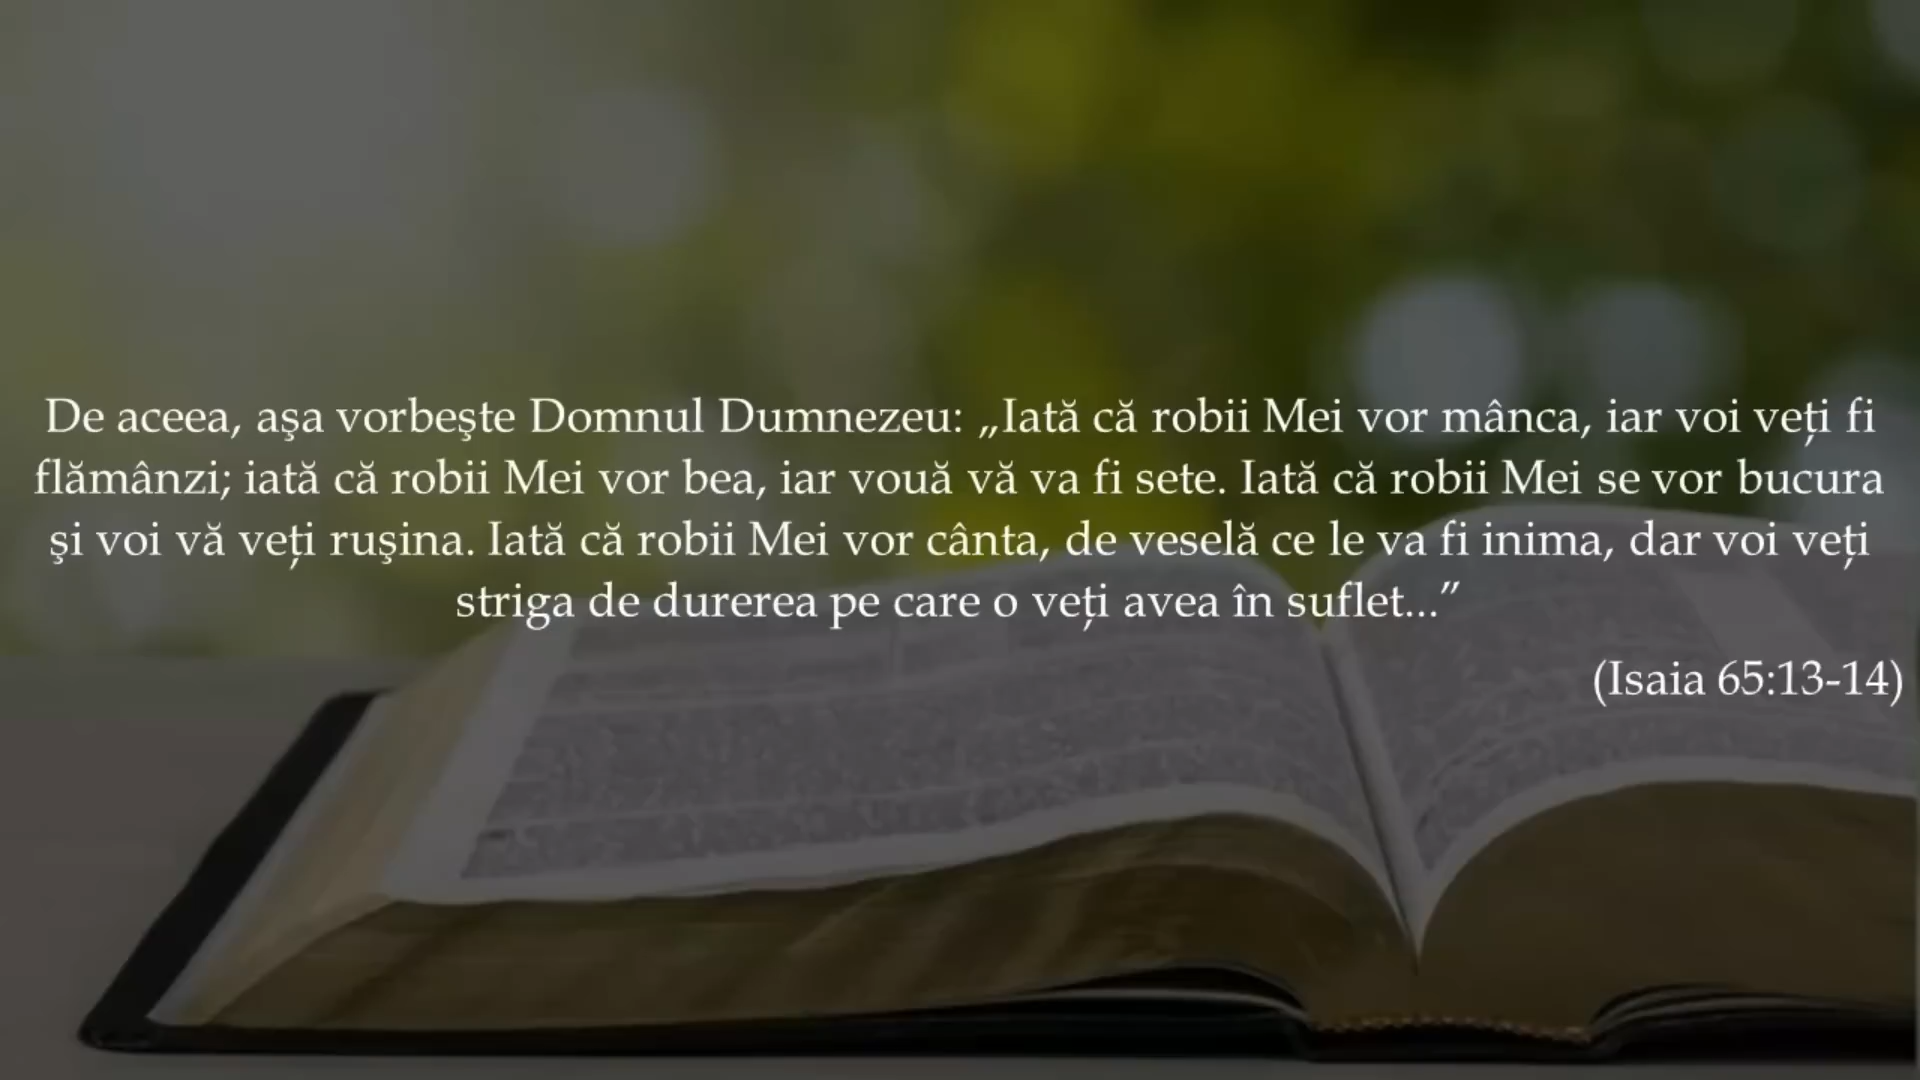 De aceea, aşa vorbeşte Domnul Dumnezeu: „Iată că robii Mei vor mânca, iar voi veți fi
flămânzi; iată că robii Mei vor bea, iar vouă vă va fi sete. Iată că robii Mei se vor bucura
şi voi vă veți ruşina. Iată că robii Mei vor cânta, de veselă ce le va fi inima, dar voi veți
striga de durerea pe care o veți avea în suflet...”
(Isaia 65:13-14)